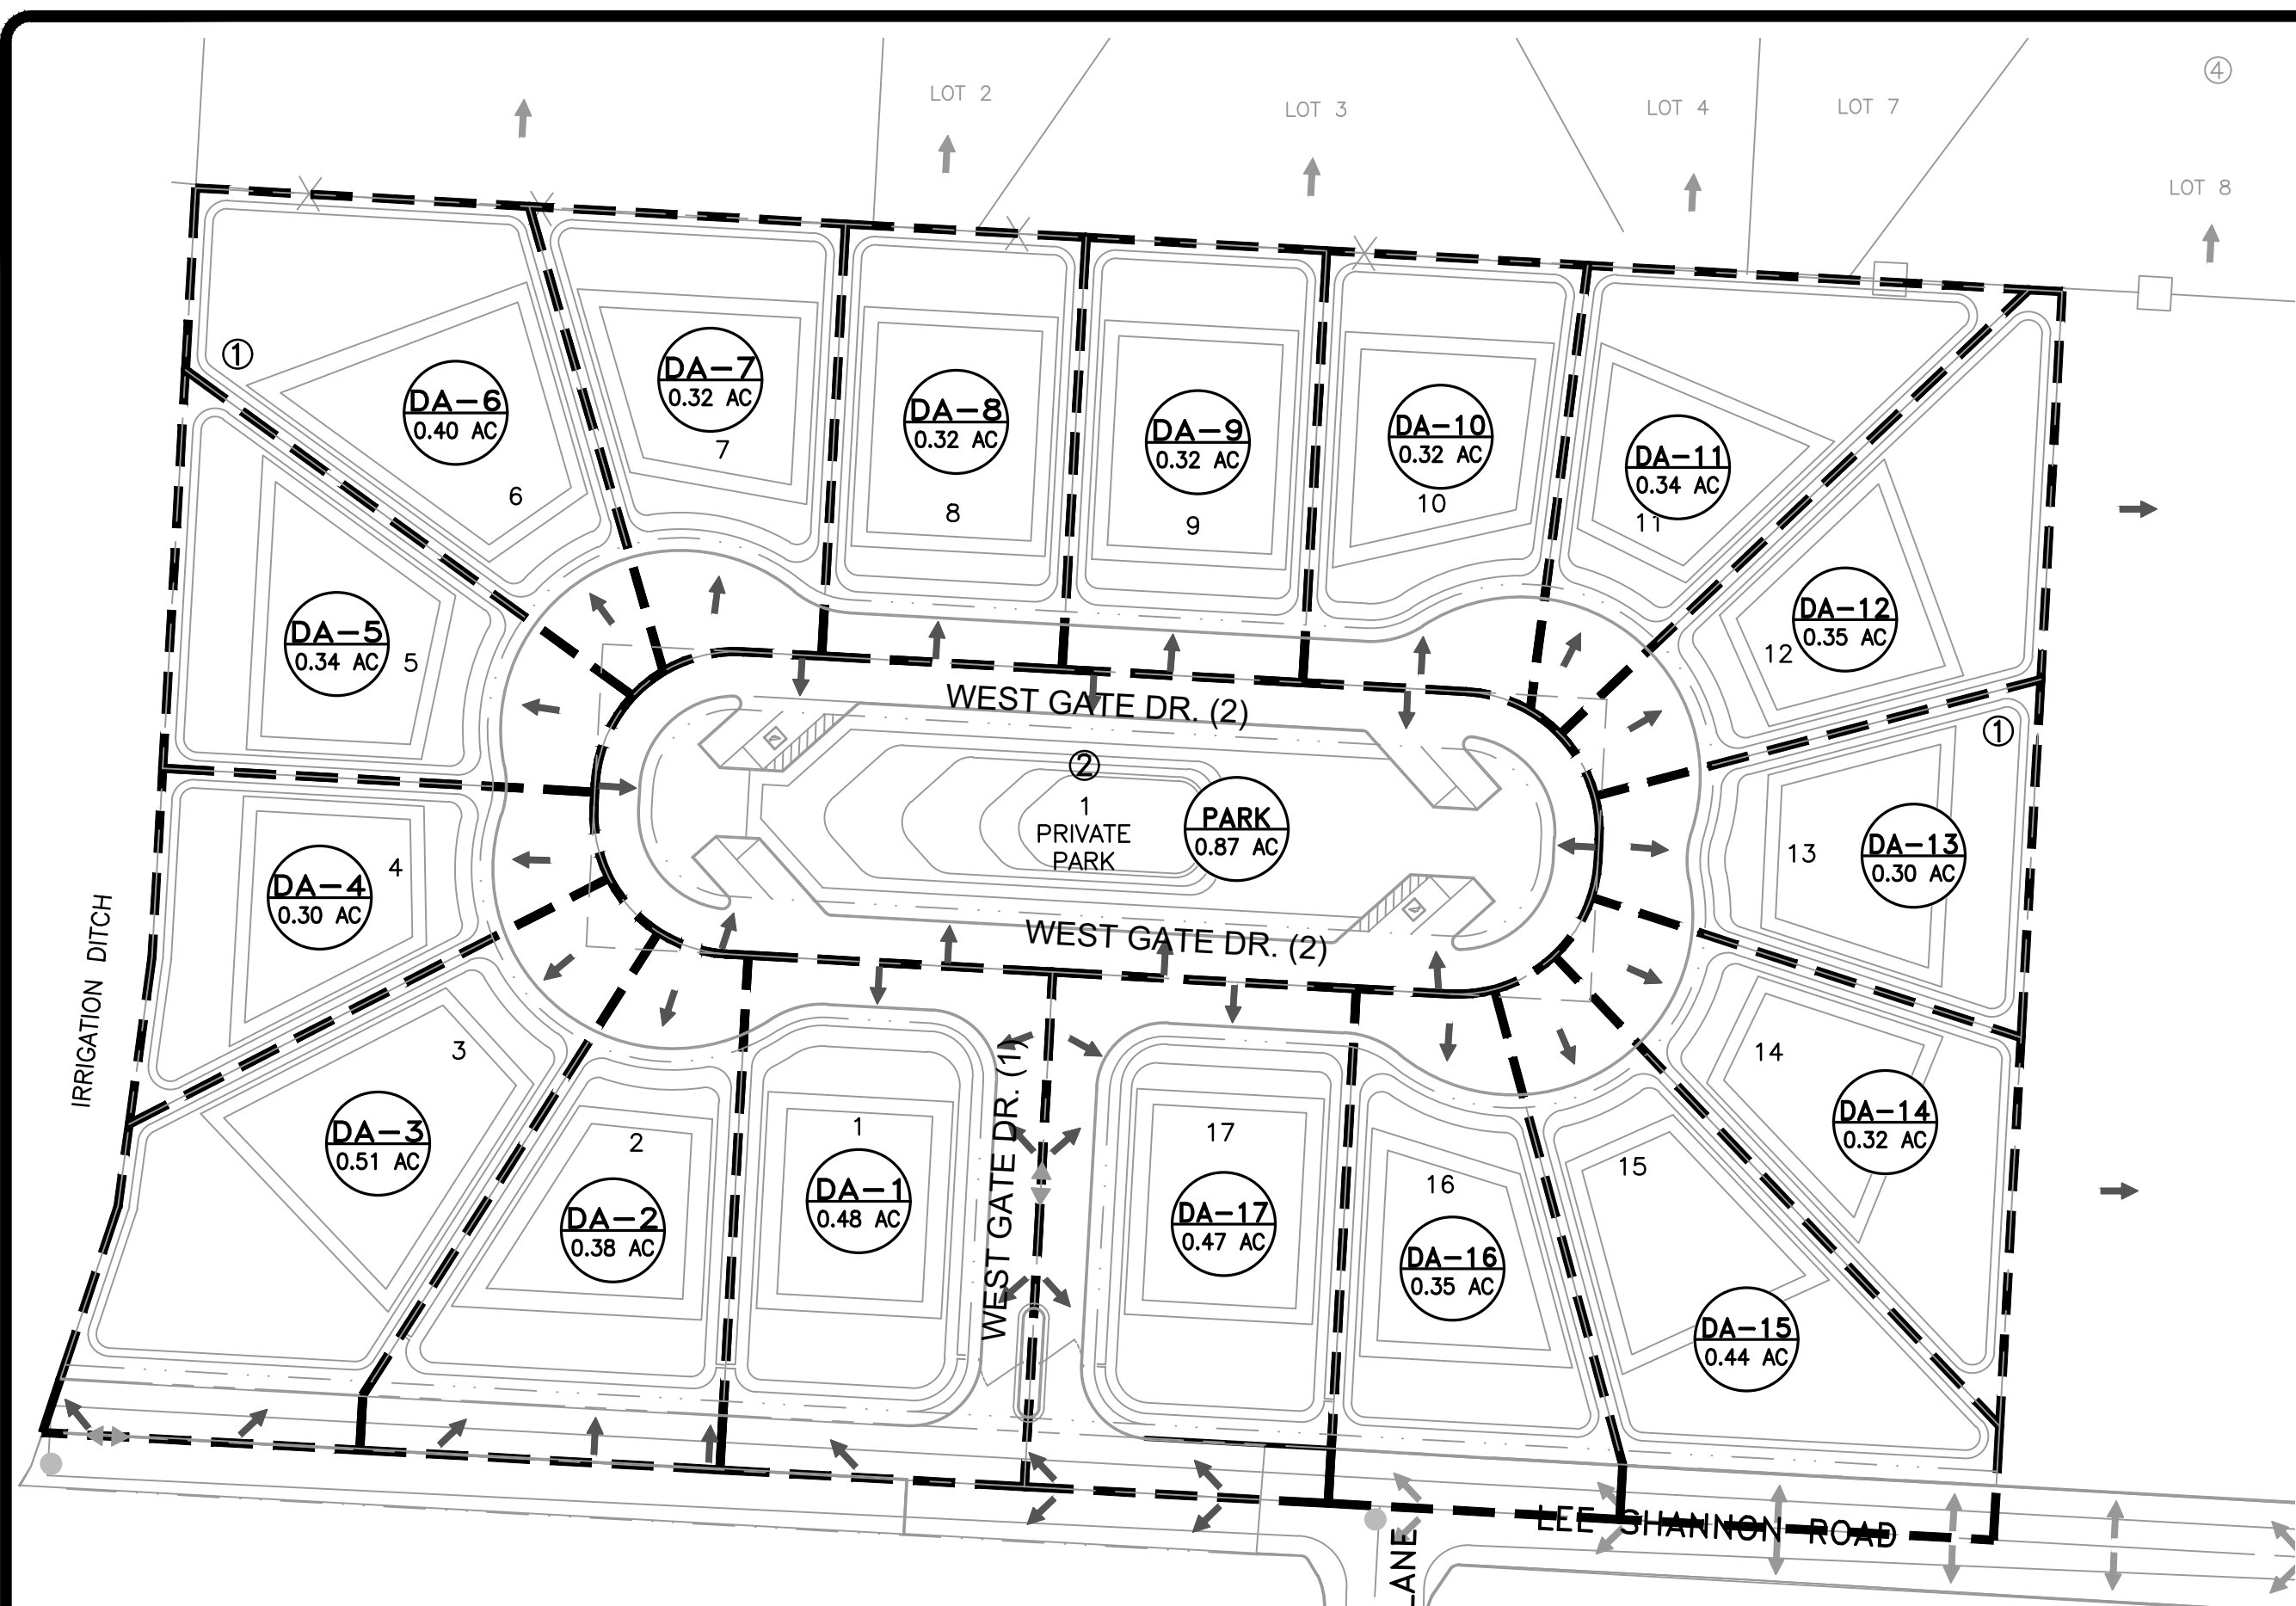 ④
LOT 2
LOT 3
LOT 4
LOT 7
LOT 8
①
DA-6
0.40 AC
6
DA-7
0.32 AC
7
DA-8
0.32 AC
8
DA-9
0.32 AC
9
DA-10
0.32 AC
10
DA-11
0.34 AC
11
DA-5
0.34 AC
5
DA-12
0.35 AC
12
WEST GATE DR. (2)
①
②
1
PRIVATE
PARK
PARK
0.87 AC
DA-13
0.30 AC
13
DA-4
0.30 AC
4
WEST GATE DR. (2)
IRRIGATION DITCH
3
DA-3
0.51 AC
2
DA-2
0.38 AC
1
DA-1
0.48 AC
WEST GATE DR. (1)
17
DA-17
0.47 AC
16
DA-16
0.35 AC
15
DA-15
0.44 AC
14
DA-14
0.32 AC
LEE SHANNON ROAD
LANE